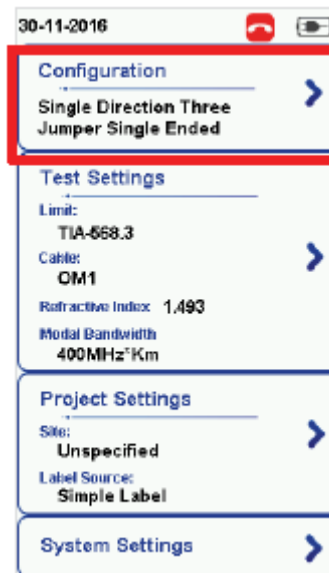 30-11-2016
Configuration
Single Direction Three
Jumper Single Ended
Test Settings
Limit:
TIA-568.3
Cable:
OM1
Refractive Index 1.493
Modal Bandwidth
400MHz*Km
Project Settings
Site:
Unspecified
Label Source:
Simple Label
System Settings